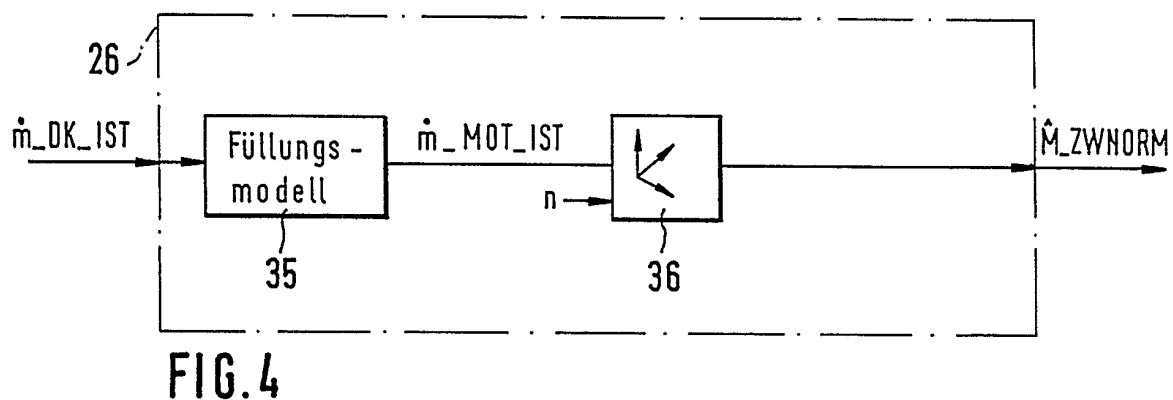 26
ṁ_DK_IST
Füllungs-
modell
ṁ_MOT_IST
n
M̂_ZWNORM
35
36
FIG. 4